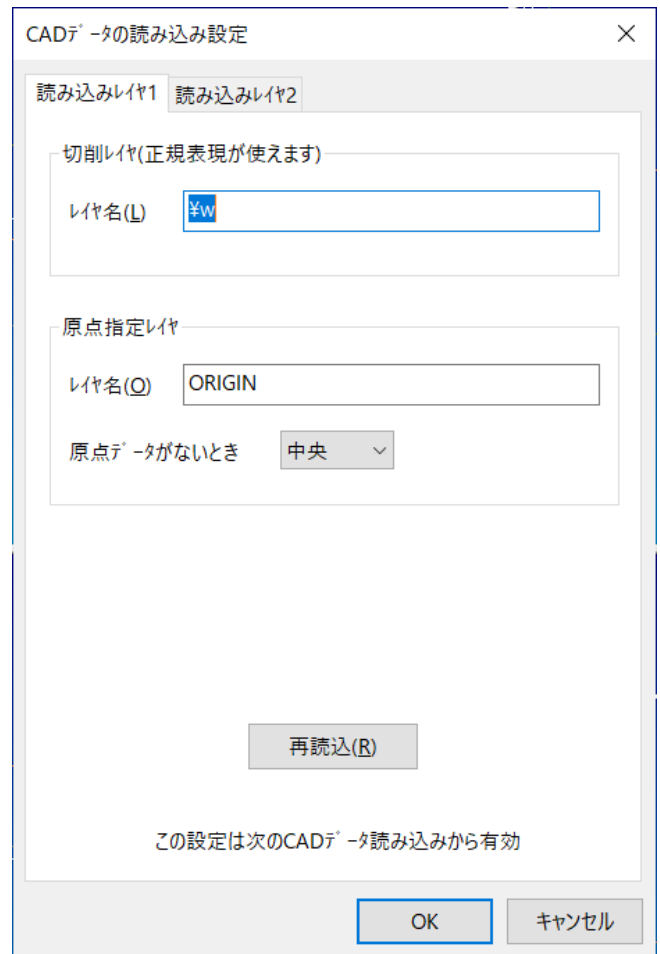 CADﾃﾞｰﾀの読み込み設定
読み込みﾚｲﾔ1 読み込みﾚｲﾔ2
切削ﾚｲﾔ(正規表現が使えます)
ﾚｲﾔ名(L) ¥w
原点指定ﾚｲﾔ
ﾚｲﾔ名(O) ORIGIN
原点ﾃﾞｰﾀがないとき 中央
再読込(R)
この設定は次のCADﾃﾞｰﾀ読み込みから有効
OK キャンセル